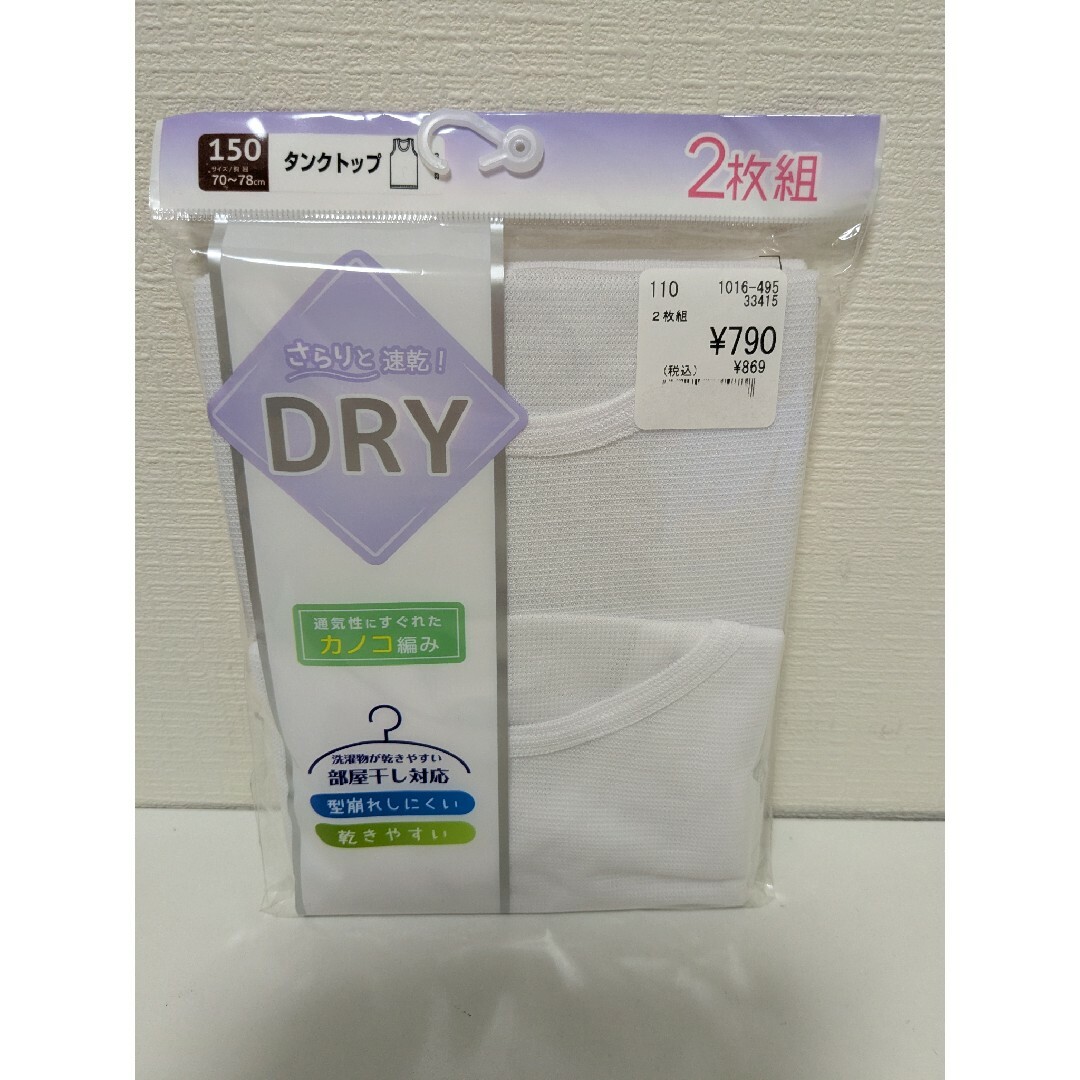 150
サイズ/胸囲
70〜78cm
タンクトップ
2枚組
110 1016-495
33415
2枚組
¥790
(税込) ¥869
さらりと速乾!
DRY
通気性にすぐれた
カノコ編み
洗濯物が乾きやすい
部屋干し対応
型崩れしにくい
乾きやすい